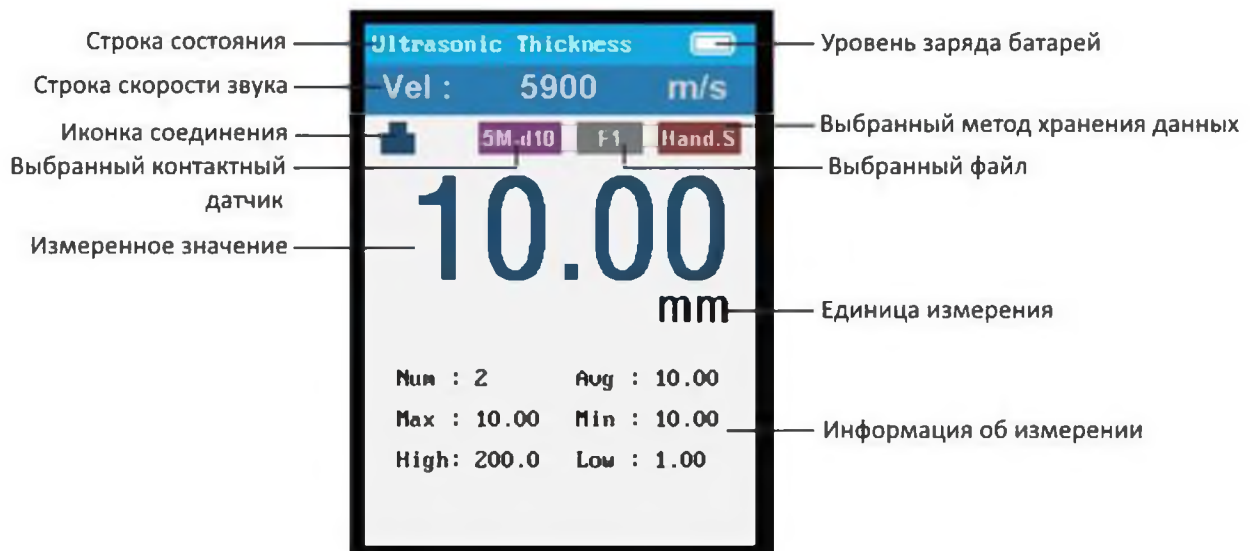 Строка состояния
Ultrasonic Thickness
Уровень заряда батарей
Строка скорости звука
Vel : 5900 m/s
Иконка соединения
5M-d10 F1 Hand.S
Выбранный метод хранения данных
Выбранный контактный
датчик
Выбранный файл
Измеренное значение
10.00
mm
Единица измерения
Num : 2 Avg : 10.00
Max : 10.00 Min : 10.00
Информация об измерении
High: 200.0 Low : 1.00